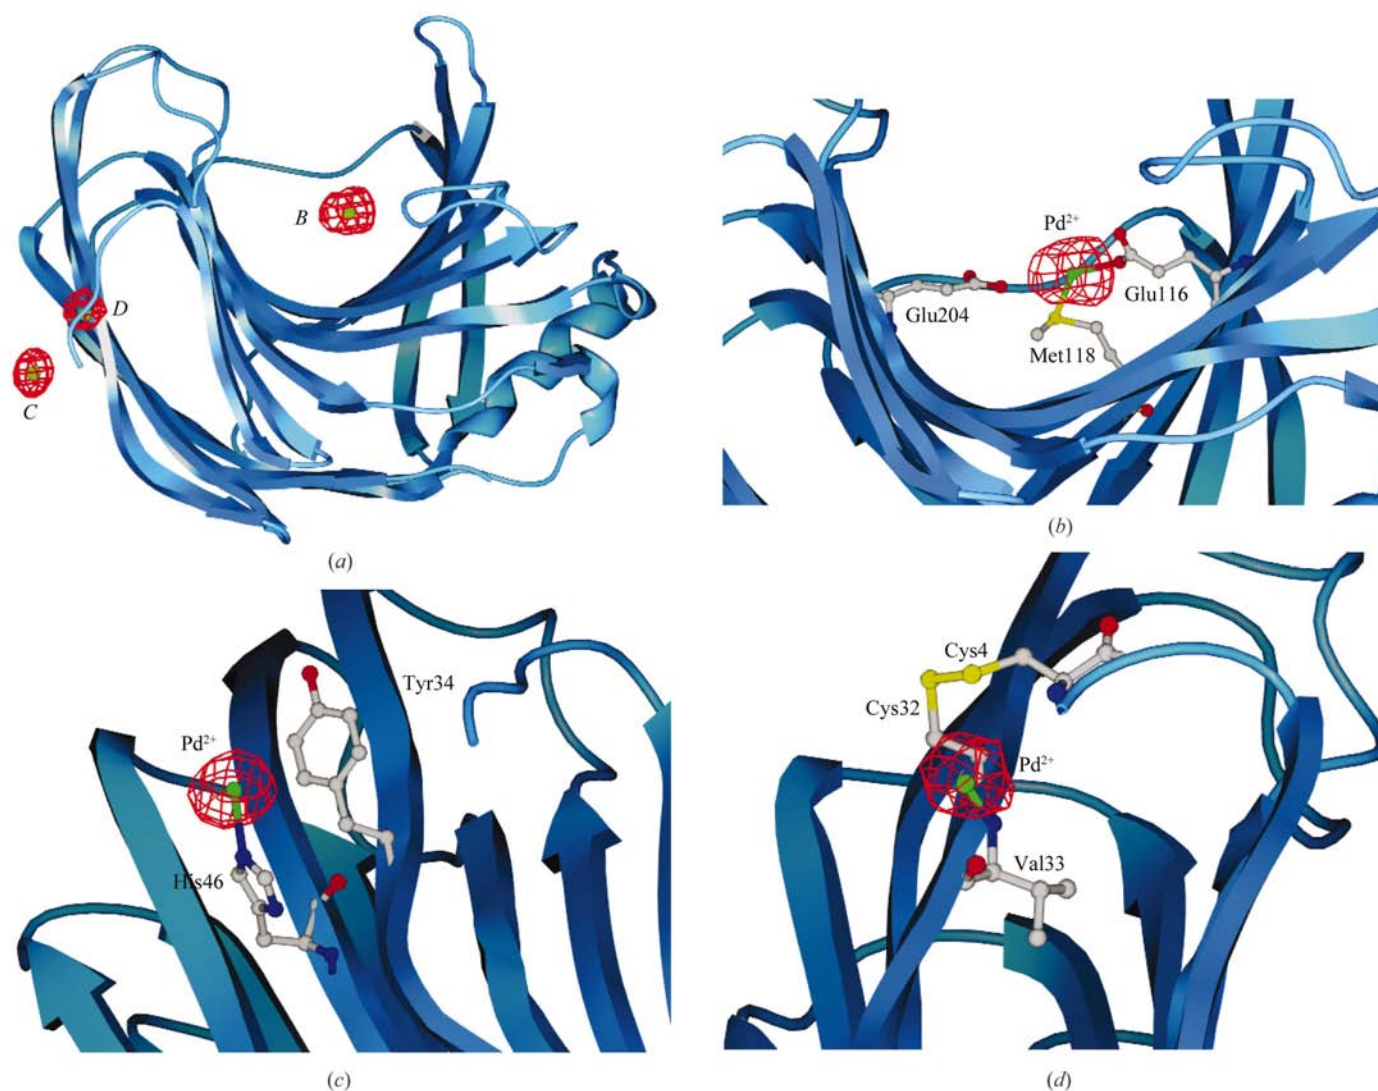 B
D
C
(a)
Pd²⁺
Glu116
Glu204
Met118
(b)
Tyr34
Pd²⁺
His46
(c)
Cys4
Cys32
Pd²⁺
Val33
(d)